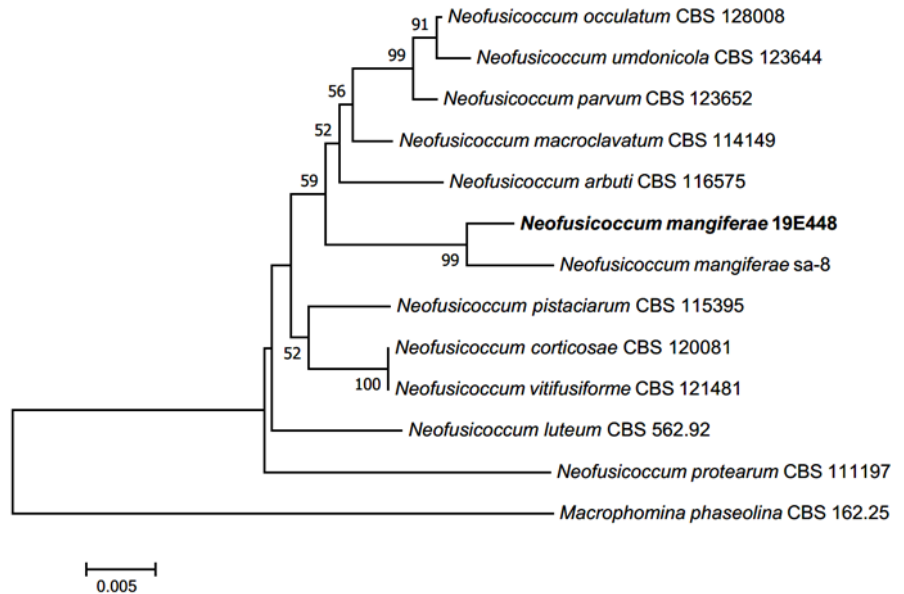 Neofusicoccum occulatum CBS 128008
91
Neofusicoccum umdonicola CBS 123644
99
Neofusicoccum parvum CBS 123652
56
Neofusicoccum macroclavatum CBS 114149
52
Neofusicoccum arbuti CBS 116575
59
Neofusicoccum mangiferae 19E448
99
Neofusicoccum mangiferae sa-8
Neofusicoccum pistaciarum CBS 115395
52
Neofusicoccum corticosae CBS 120081
100
Neofusicoccum vitifusiforme CBS 121481
Neofusicoccum luteum CBS 562.92
Neofusicoccum protearum CBS 111197
Macrophomina phaseolina CBS 162.25
0.005